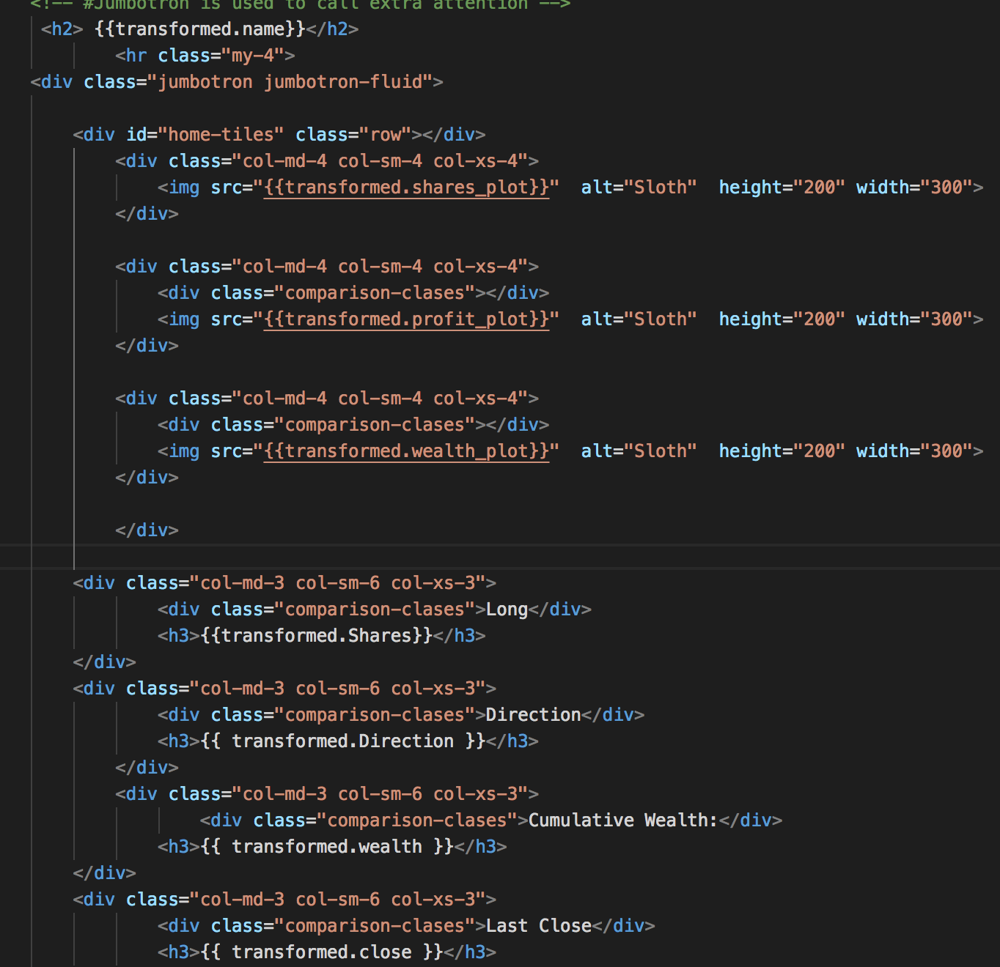 <!-- #Jumbotron is used to call extra attention -->
<h2> {{transformed.name}}</h2>
<hr class="my-4">
<div class="jumbotron jumbotron-fluid">
<div id="home-tiles" class="row"></div>
<div class="col-md-4 col-sm-4 col-xs-4">
<img src="{{transformed.shares_plot}}"  alt="Sloth"  height="200" width="300">
</div>
<div class="col-md-4 col-sm-4 col-xs-4">
<div class="comparison-clases"></div>
<img src="{{transformed.profit_plot}}"  alt="Sloth"  height="200" width="300">
</div>
<div class="col-md-4 col-sm-4 col-xs-4">
<div class="comparison-clases"></div>
<img src="{{transformed.wealth_plot}}"  alt="Sloth"  height="200" width="300">
</div>
</div>
<div class="col-md-3 col-sm-6 col-xs-3">
<div class="comparison-clases">Long</div>
<h3>{{transformed.Shares}}</h3>
</div>
<div class="col-md-3 col-sm-6 col-xs-3">
<div class="comparison-clases">Direction</div>
<h3>{{ transformed.Direction }}</h3>
</div>
<div class="col-md-3 col-sm-6 col-xs-3">
<div class="comparison-clases">Cumulative Wealth:</div>
<h3>{{ transformed.wealth }}</h3>
</div>
<div class="col-md-3 col-sm-6 col-xs-3">
<div class="comparison-clases">Last Close</div>
<h3>{{ transformed.close }}</h3>